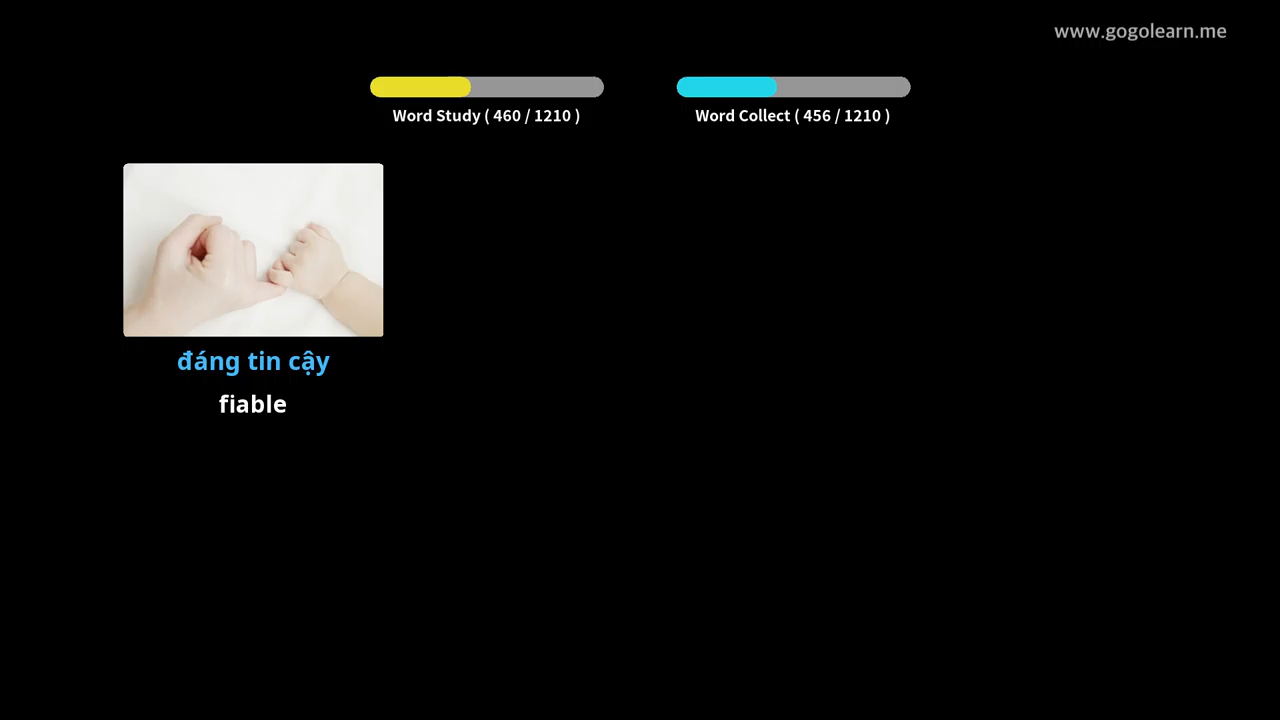 www.gogolearn.me
Word Study ( 460 / 1210 )
Word Collect ( 456 / 1210 )
đáng tin cậy
fiable